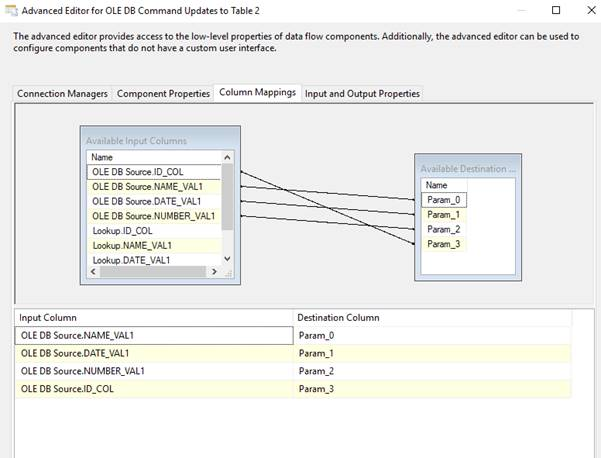 Advanced Editor for OLE DB Command Updates to Table 2
The advanced editor provides access to the low-level properties of data flow components. Additionally, the advanced editor can be used to
configure components that do not have a custom user interface.
Connection Managers Component Properties Column Mappings Input and Output Properties
Available Input Columns
Name
OLE DB Source.ID_COL
OLE DB Source.NAME_VAL1
OLE DB Source.DATE_VAL1
OLE DB Source.NUMBER_VAL1
Lookup.ID_COL
Lookup.NAME_VAL1
Lookup.DATE_VAL1
Available Destination ...
Name
Param_0
Param_1
Param_2
Param_3
Input Column Destination Column
OLE DB Source.NAME_VAL1 Param_0
OLE DB Source.DATE_VAL1 Param_1
OLE DB Source.NUMBER_VAL1 Param_2
OLE DB Source.ID_COL Param_3